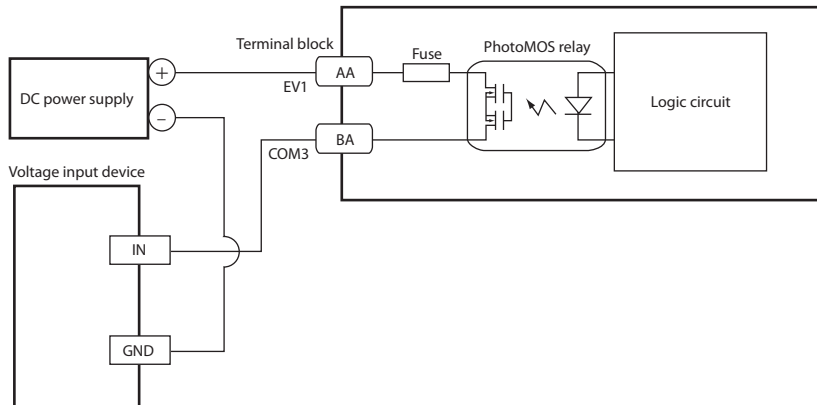 Terminal block
Fuse
PhotoMOS relay
+
AA
EV1
DC power supply
Logic circuit
−
BA
COM3
Voltage input device
IN
GND